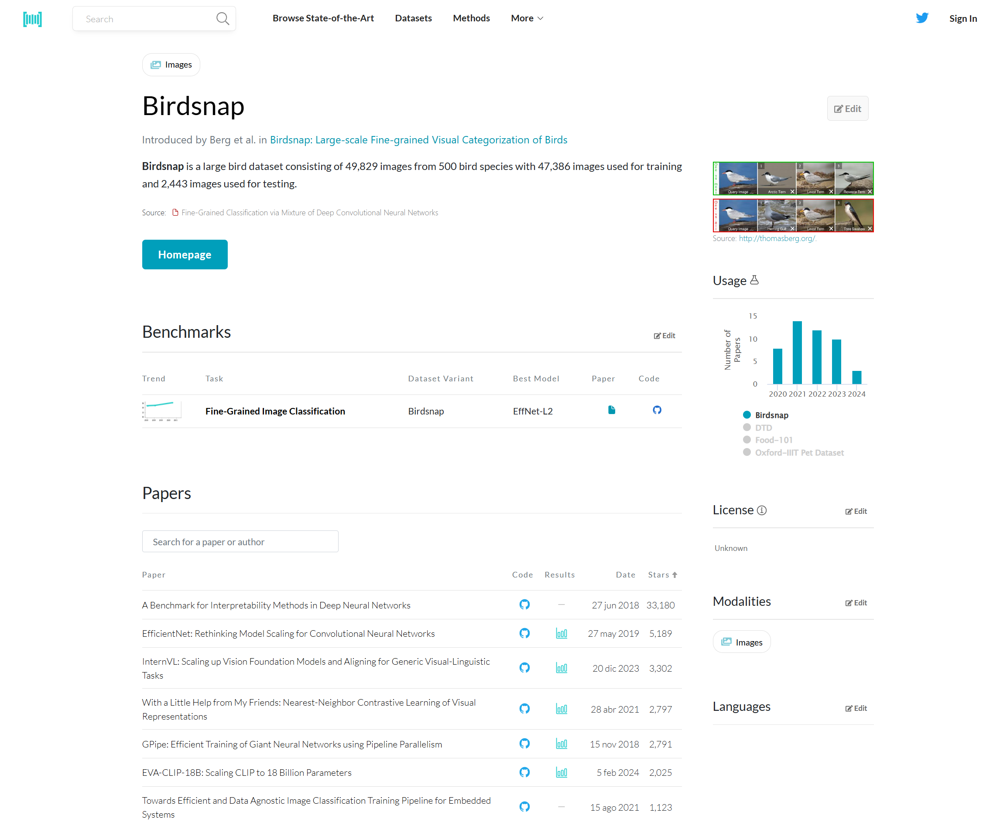 Search
Browse State-of-the-Art
Datasets
Methods
More
Sign In
Images
Birdsnap
Edit
Introduced by Berg et al. in Birdsnap: Large-scale Fine-grained Visual Categorization of Birds
Birdsnap is a large bird dataset consisting of 49,829 images from 500 bird species with 47,386 images used for training
and 2,443 images used for testing.
Source: Fine-Grained Classification via Mixture of Deep Convolutional Neural Networks
Homepage
One vs most
Query Image
1
Arctic Tern
2
Least Tern
3
Roseate Tern
One vs all
Query Image
1
Herring Gull
2
Least Tern
3
Tree Swallow
Source: http://thomasberg.org/.
Usage
Number of
Papers
15
10
5
0
2020 2021 2022 2023 2024
Birdsnap
DTD
Food-101
Oxford-IIIT Pet Dataset
Benchmarks
Edit
Trend Task Dataset Variant Best Model Paper Code
Fine-Grained Image Classification Birdsnap EffNet-L2
Papers
Search for a paper or author
Paper Code Results Date Stars
A Benchmark for Interpretability Methods in Deep Neural Networks — 27 jun 2018 33,180
EfficientNet: Rethinking Model Scaling for Convolutional Neural Networks 27 may 2019 5,189
InternVL: Scaling up Vision Foundation Models and Aligning for Generic Visual-Linguistic
Tasks
20 dic 2023 3,302
With a Little Help from My Friends: Nearest-Neighbor Contrastive Learning of Visual
Representations
28 abr 2021 2,797
GPipe: Efficient Training of Giant Neural Networks using Pipeline Parallelism 15 nov 2018 2,791
EVA-CLIP-18B: Scaling CLIP to 18 Billion Parameters 5 feb 2024 2,025
Towards Efficient and Data Agnostic Image Classification Training Pipeline for Embedded
Systems
— 15 ago 2021 1,123
License
Edit
Unknown
Modalities
Edit
Images
Languages
Edit